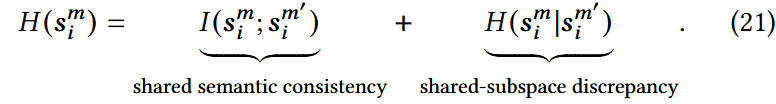 H(s_i^m) = I(s_i^m; s_i^{m'}) + H(s_i^m|s_i^{m'}) . (21)
shared semantic consistency shared-subspace discrepancy